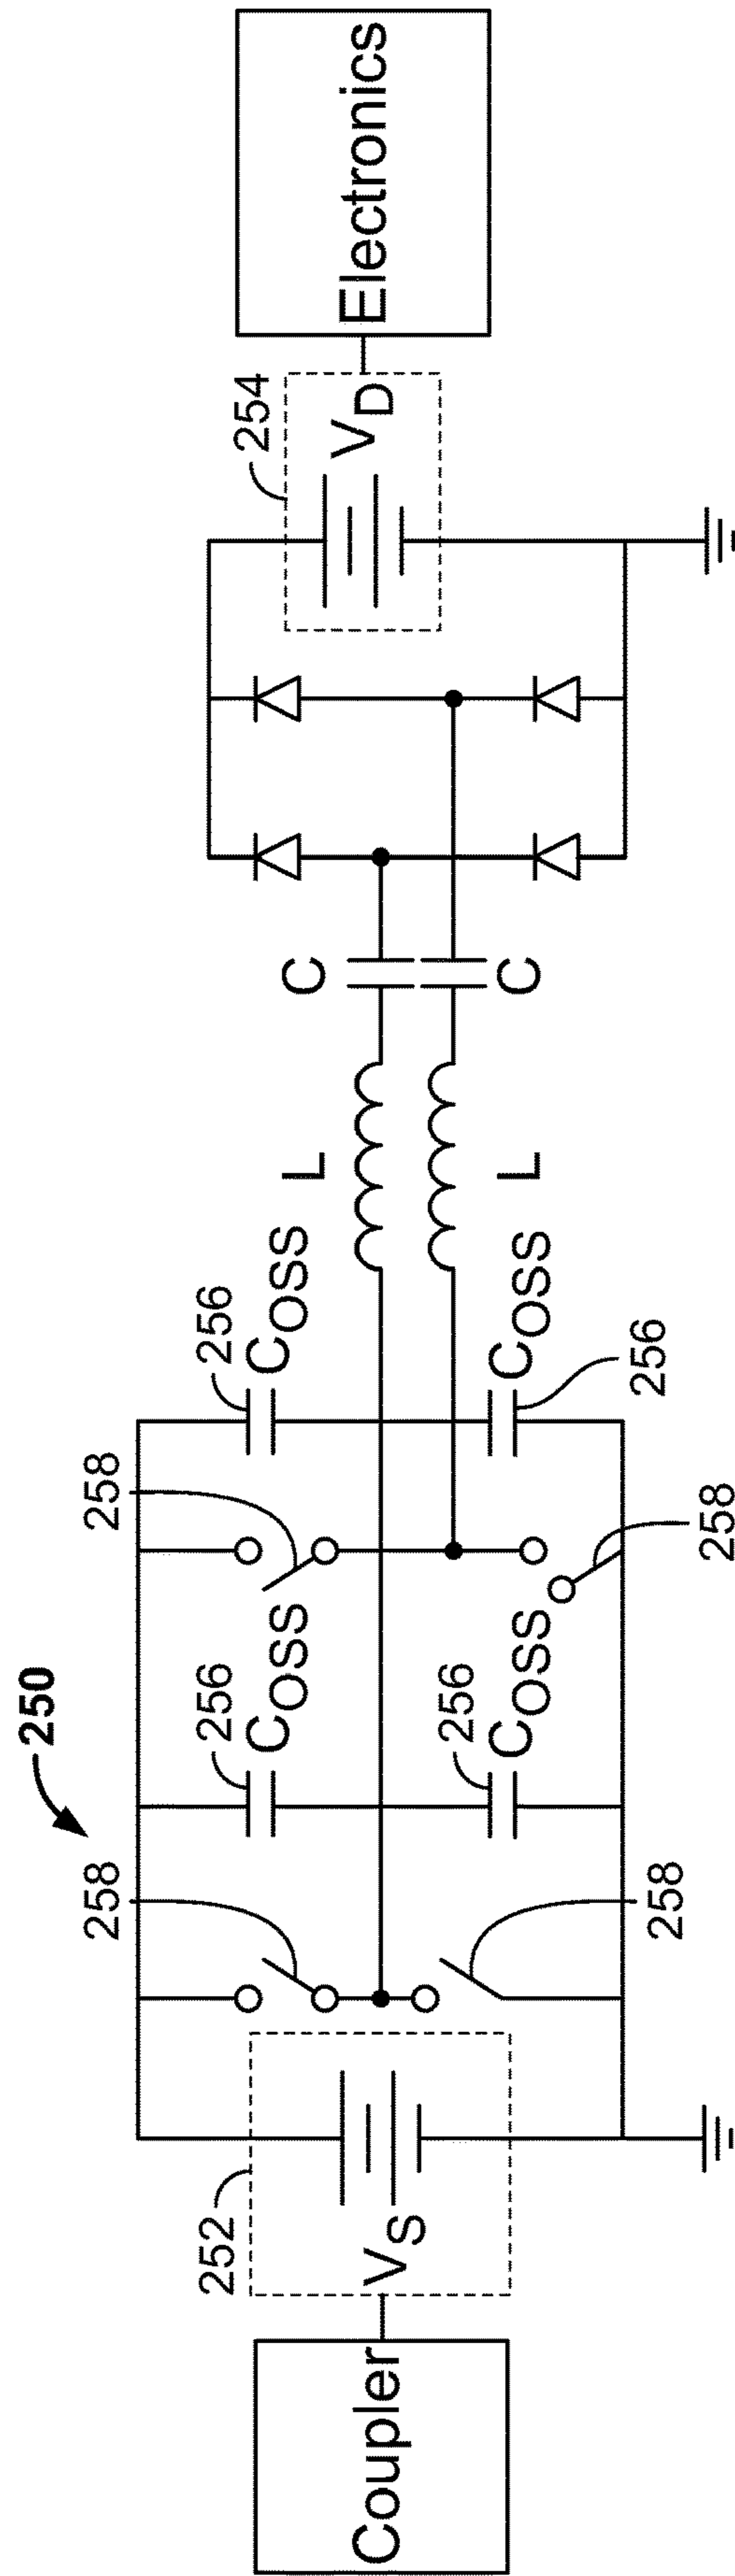 250
258
258
252
256
256
254
COSS
COSS
L
C
Coupler
VS
VD
Electronics
256
COSS
COSS
L
C
258
256
258